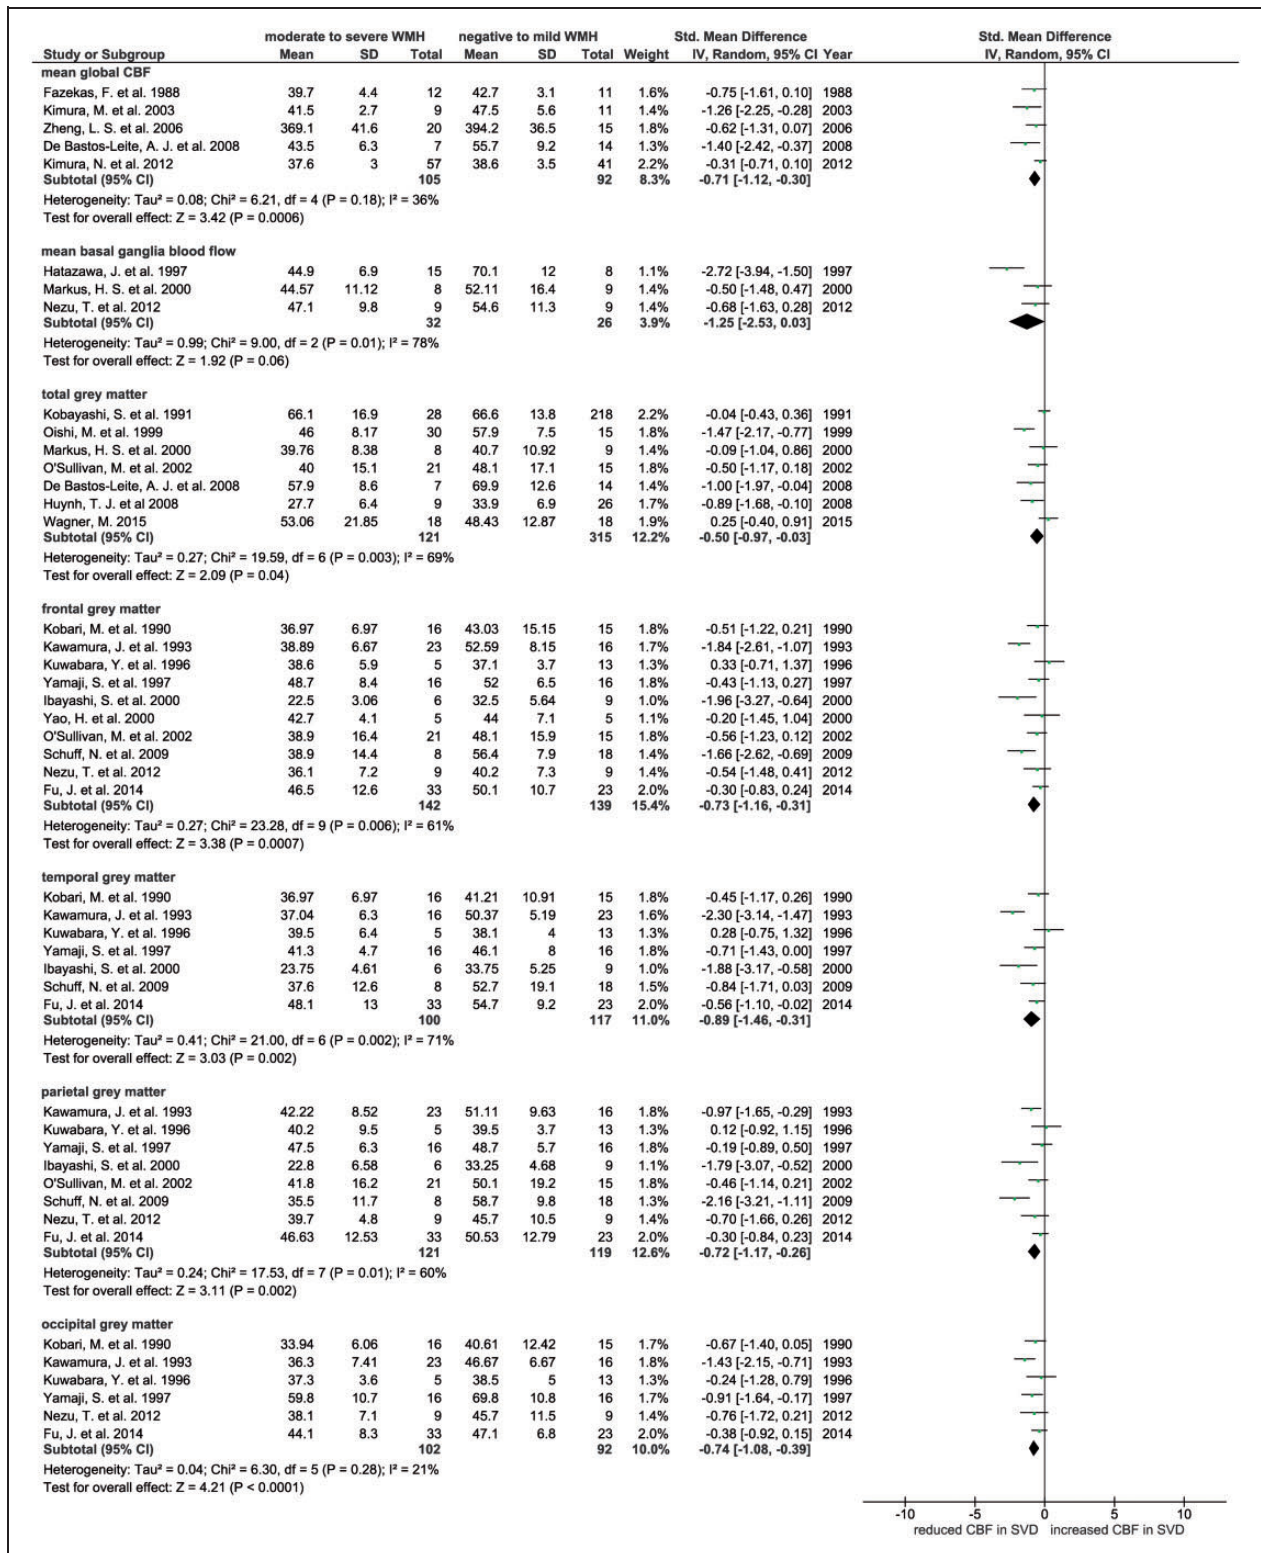 moderate to severe WMH negative to mild WMH Std. Mean Difference Std. Mean Difference
Study or Subgroup Mean SD Total Mean SD Total Weight IV, Random, 95% CI Year IV, Random, 95% CI
mean global CBF
Fazekas, F. et al. 1988 39.7 4.4 12 42.7 3.1 11 1.6% -0.75 [-1.61, 0.10] 1988
Kimura, M. et al. 2003 41.5 2.7 9 47.5 5.6 11 1.4% -1.26 [-2.25, -0.28] 2003
Zheng, L. S. et al. 2006 369.1 41.6 20 394.2 36.5 15 1.8% -0.62 [-1.31, 0.07] 2006
De Bastos-Leite, A. J. et al. 2008 43.5 6.3 7 55.7 9.2 14 1.3% -1.40 [-2.42, -0.37] 2008
Kimura, N. et al. 2012 37.6 3 57 38.6 3.5 41 2.2% -0.31 [-0.71, 0.10] 2012
Subtotal (95% CI) 105 92 8.3% -0.71 [-1.12, -0.30]
Heterogeneity: Tau² = 0.08; Chi² = 6.21, df = 4 (P = 0.18); I² = 36%
Test for overall effect: Z = 3.42 (P = 0.0006)
mean basal ganglia blood flow
Hatazawa, J. et al. 1997 44.9 6.9 15 70.1 12 8 1.1% -2.72 [-3.94, -1.50] 1997
Markus, H. S. et al. 2000 44.57 11.12 8 52.11 16.4 9 1.4% -0.50 [-1.48, 0.47] 2000
Nezu, T. et al. 2012 47.1 9.8 9 54.6 11.3 9 1.4% -0.68 [-1.63, 0.28] 2012
Subtotal (95% CI) 32 26 3.9% -1.25 [-2.53, 0.03]
Heterogeneity: Tau² = 0.99; Chi² = 9.00, df = 2 (P = 0.01); I² = 78%
Test for overall effect: Z = 1.92 (P = 0.06)
total grey matter
Kobayashi, S. et al. 1991 66.1 16.9 28 66.6 13.8 218 2.2% -0.04 [-0.43, 0.36] 1991
Oishi, M. et al. 1999 46 8.17 30 57.9 7.5 15 1.8% -1.47 [-2.17, -0.77] 1999
Markus, H. S. et al. 2000 39.76 8.38 8 40.7 10.92 9 1.4% -0.09 [-1.04, 0.86] 2000
O'Sullivan, M. et al. 2002 40 15.1 21 48.1 17.1 15 1.8% -0.50 [-1.17, 0.18] 2002
De Bastos-Leite, A. J. et al. 2008 57.9 8.6 7 69.9 12.6 14 1.4% -1.00 [-1.97, -0.04] 2008
Huynh, T. J. et al 2008 27.7 6.4 9 33.9 6.9 26 1.7% -0.89 [-1.68, -0.10] 2008
Wagner, M. 2015 53.06 21.85 18 48.43 12.87 18 1.9% 0.25 [-0.40, 0.91] 2015
Subtotal (95% CI) 121 315 12.2% -0.50 [-0.97, -0.03]
Heterogeneity: Tau² = 0.27; Chi² = 19.59, df = 6 (P = 0.003); I² = 69%
Test for overall effect: Z = 2.09 (P = 0.04)
frontal grey matter
Kobari, M. et al. 1990 36.97 6.97 16 43.03 15.15 15 1.8% -0.51 [-1.22, 0.21] 1990
Kawamura, J. et al. 1993 38.89 6.67 23 52.59 8.15 16 1.7% -1.84 [-2.61, -1.07] 1993
Kuwabara, Y. et al. 1996 38.6 5.9 5 37.1 3.7 13 1.3% 0.33 [-0.71, 1.37] 1996
Yamaji, S. et al. 1997 48.7 8.4 16 52 6.5 16 1.8% -0.43 [-1.13, 0.27] 1997
Ibayashi, S. et al. 2000 22.5 3.06 6 32.5 5.64 9 1.0% -1.96 [-3.27, -0.64] 2000
Yao, H. et al. 2000 42.7 4.1 5 44 7.1 5 1.1% -0.20 [-1.45, 1.04] 2000
O'Sullivan, M. et al. 2002 38.9 16.4 21 48.1 15.9 15 1.8% -0.56 [-1.23, 0.12] 2002
Schuff, N. et al. 2009 38.9 14.4 8 56.4 7.9 18 1.4% -1.66 [-2.62, -0.69] 2009
Nezu, T. et al. 2012 36.1 7.2 9 40.2 7.3 9 1.4% -0.54 [-1.48, 0.41] 2012
Fu, J. et al. 2014 46.5 12.6 33 50.1 10.7 23 2.0% -0.30 [-0.83, 0.24] 2014
Subtotal (95% CI) 142 139 15.4% -0.73 [-1.16, -0.31]
Heterogeneity: Tau² = 0.27; Chi² = 23.28, df = 9 (P = 0.006); I² = 61%
Test for overall effect: Z = 3.38 (P = 0.0007)
temporal grey matter
Kobari, M. et al. 1990 36.97 6.97 16 41.21 10.91 15 1.8% -0.45 [-1.17, 0.26] 1990
Kawamura, J. et al. 1993 37.04 6.3 16 50.37 5.19 23 1.6% -2.30 [-3.14, -1.47] 1993
Kuwabara, Y. et al. 1996 39.5 6.4 5 38.1 4 13 1.3% 0.28 [-0.75, 1.32] 1996
Yamaji, S. et al. 1997 41.3 4.7 16 46.1 8 16 1.8% -0.71 [-1.43, 0.00] 1997
Ibayashi, S. et al. 2000 23.75 4.61 6 33.75 5.25 9 1.0% -1.88 [-3.17, -0.58] 2000
Schuff, N. et al. 2009 37.6 12.6 8 52.7 19.1 18 1.5% -0.84 [-1.71, 0.03] 2009
Fu, J. et al. 2014 48.1 13 33 54.7 9.2 23 2.0% -0.56 [-1.10, -0.02] 2014
Subtotal (95% CI) 100 117 11.0% -0.89 [-1.46, -0.31]
Heterogeneity: Tau² = 0.41; Chi² = 21.00, df = 6 (P = 0.002); I² = 71%
Test for overall effect: Z = 3.03 (P = 0.002)
parietal grey matter
Kawamura, J. et al. 1993 42.22 8.52 23 51.11 9.63 16 1.8% -0.97 [-1.65, -0.29] 1993
Kuwabara, Y. et al. 1996 40.2 9.5 5 39.5 3.7 13 1.3% 0.12 [-0.92, 1.15] 1996
Yamaji, S. et al. 1997 47.5 6.3 16 48.7 5.7 16 1.8% -0.19 [-0.89, 0.50] 1997
Ibayashi, S. et al. 2000 22.8 6.58 6 33.25 4.68 9 1.1% -1.79 [-3.07, -0.52] 2000
O'Sullivan, M. et al. 2002 41.8 16.2 21 50.1 19.2 15 1.8% -0.46 [-1.14, 0.21] 2002
Schuff, N. et al. 2009 35.5 11.7 8 58.7 9.8 18 1.3% -2.16 [-3.21, -1.11] 2009
Nezu, T. et al. 2012 39.7 4.8 9 45.7 10.5 9 1.4% -0.70 [-1.66, 0.26] 2012
Fu, J. et al. 2014 46.63 12.53 33 50.53 12.79 23 2.0% -0.30 [-0.84, 0.23] 2014
Subtotal (95% CI) 121 119 12.6% -0.72 [-1.17, -0.26]
Heterogeneity: Tau² = 0.24; Chi² = 17.53, df = 7 (P = 0.01); I² = 60%
Test for overall effect: Z = 3.11 (P = 0.002)
occipital grey matter
Kobari, M. et al. 1990 33.94 6.06 16 40.61 12.42 15 1.7% -0.67 [-1.40, 0.05] 1990
Kawamura, J. et al. 1993 36.3 7.41 23 46.67 6.67 16 1.8% -1.43 [-2.15, -0.71] 1993
Kuwabara, Y. et al. 1996 37.3 3.6 5 38.5 5 13 1.3% -0.24 [-1.28, 0.79] 1996
Yamaji, S. et al. 1997 59.8 10.7 16 69.8 10.8 16 1.7% -0.91 [-1.64, -0.17] 1997
Nezu, T. et al. 2012 38.1 7.1 9 45.7 11.5 9 1.4% -0.76 [-1.72, 0.21] 2012
Fu, J. et al. 2014 44.1 8.3 33 47.1 6.8 23 2.0% -0.38 [-0.92, 0.15] 2014
Subtotal (95% CI) 102 92 10.0% -0.74 [-1.08, -0.39]
Heterogeneity: Tau² = 0.04; Chi² = 6.30, df = 5 (P = 0.28); I² = 21%
Test for overall effect: Z = 4.21 (P < 0.0001)
-10 -5 0 5 10
reduced CBF in SVD increased CBF in SVD